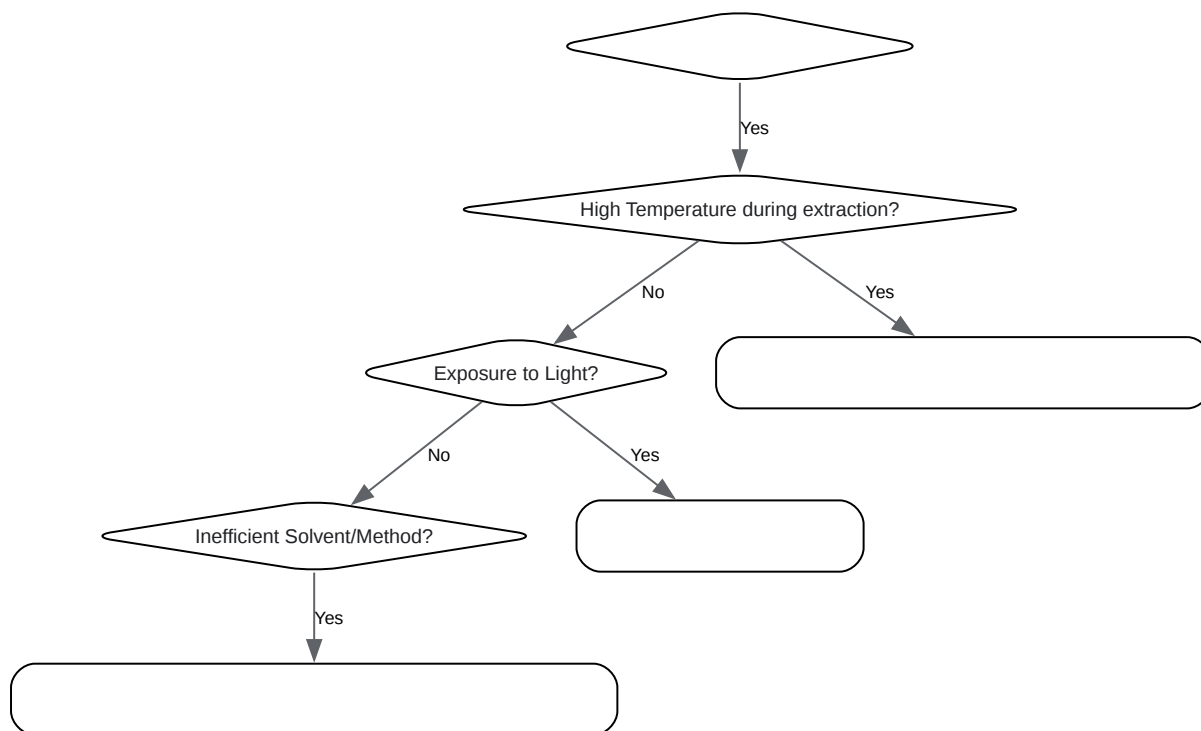 Yes
High Temperature during extraction?
No
Yes
Exposure to Light?
No
Yes
Inefficient Solvent/Method?
Yes